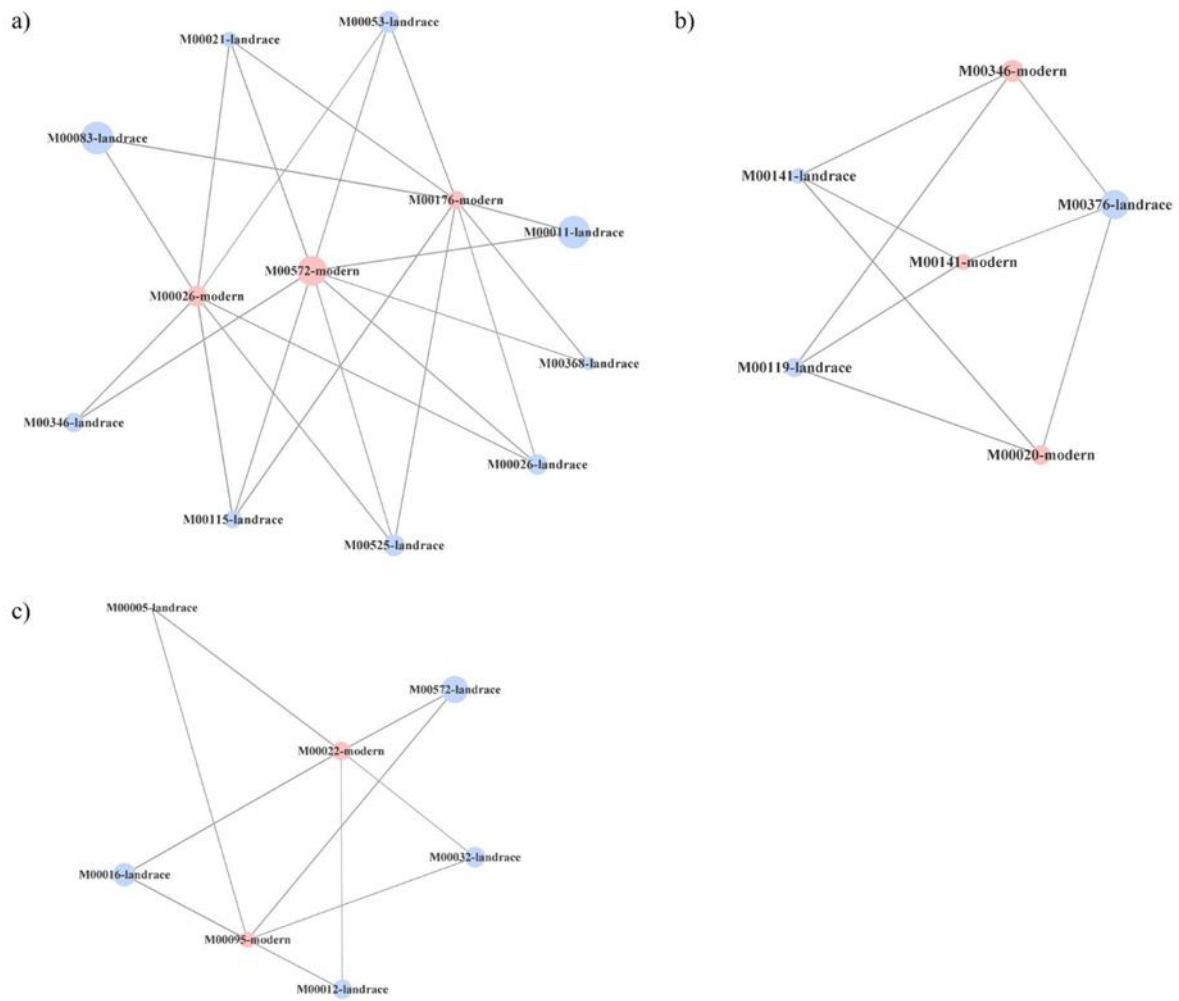 a)
M00053-landrace
M00021-landrace
M00083-landrace
M00176-modern
M00011-landrace
M00572-modern
M00026-modern
M00368-landrace
M00346-landrace
M00026-landrace
M00115-landrace
M00525-landrace
b)
M00346-modern
M00141-landrace
M00376-landrace
M00141-modern
M00119-landrace
M00020-modern
c)
M00005-landrace
M00572-landrace
M00022-modern
M00032-landrace
M00016-landrace
M00095-modern
M00012-landrace